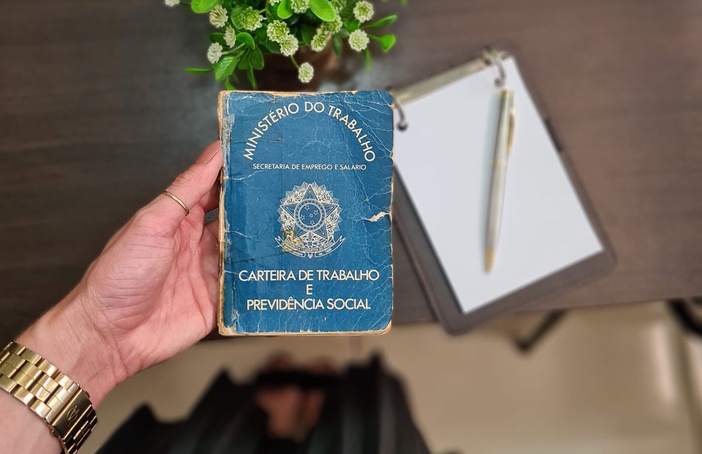 MINISTÉRIO DO TRABALHO
SECRETARIA DE EMPREGO E SALÁRIO
CARTEIRA DE TRABALHO
E
PREVIDÊNCIA SOCIAL